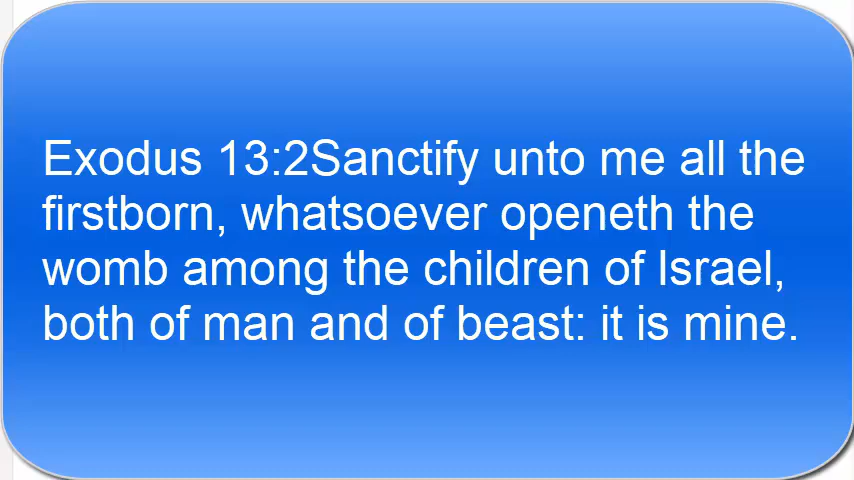 Exodus 13:2Sanctify unto me all the
firstborn, whatsoever openeth the
womb among the children of Israel,
both of man and of beast: it is mine.